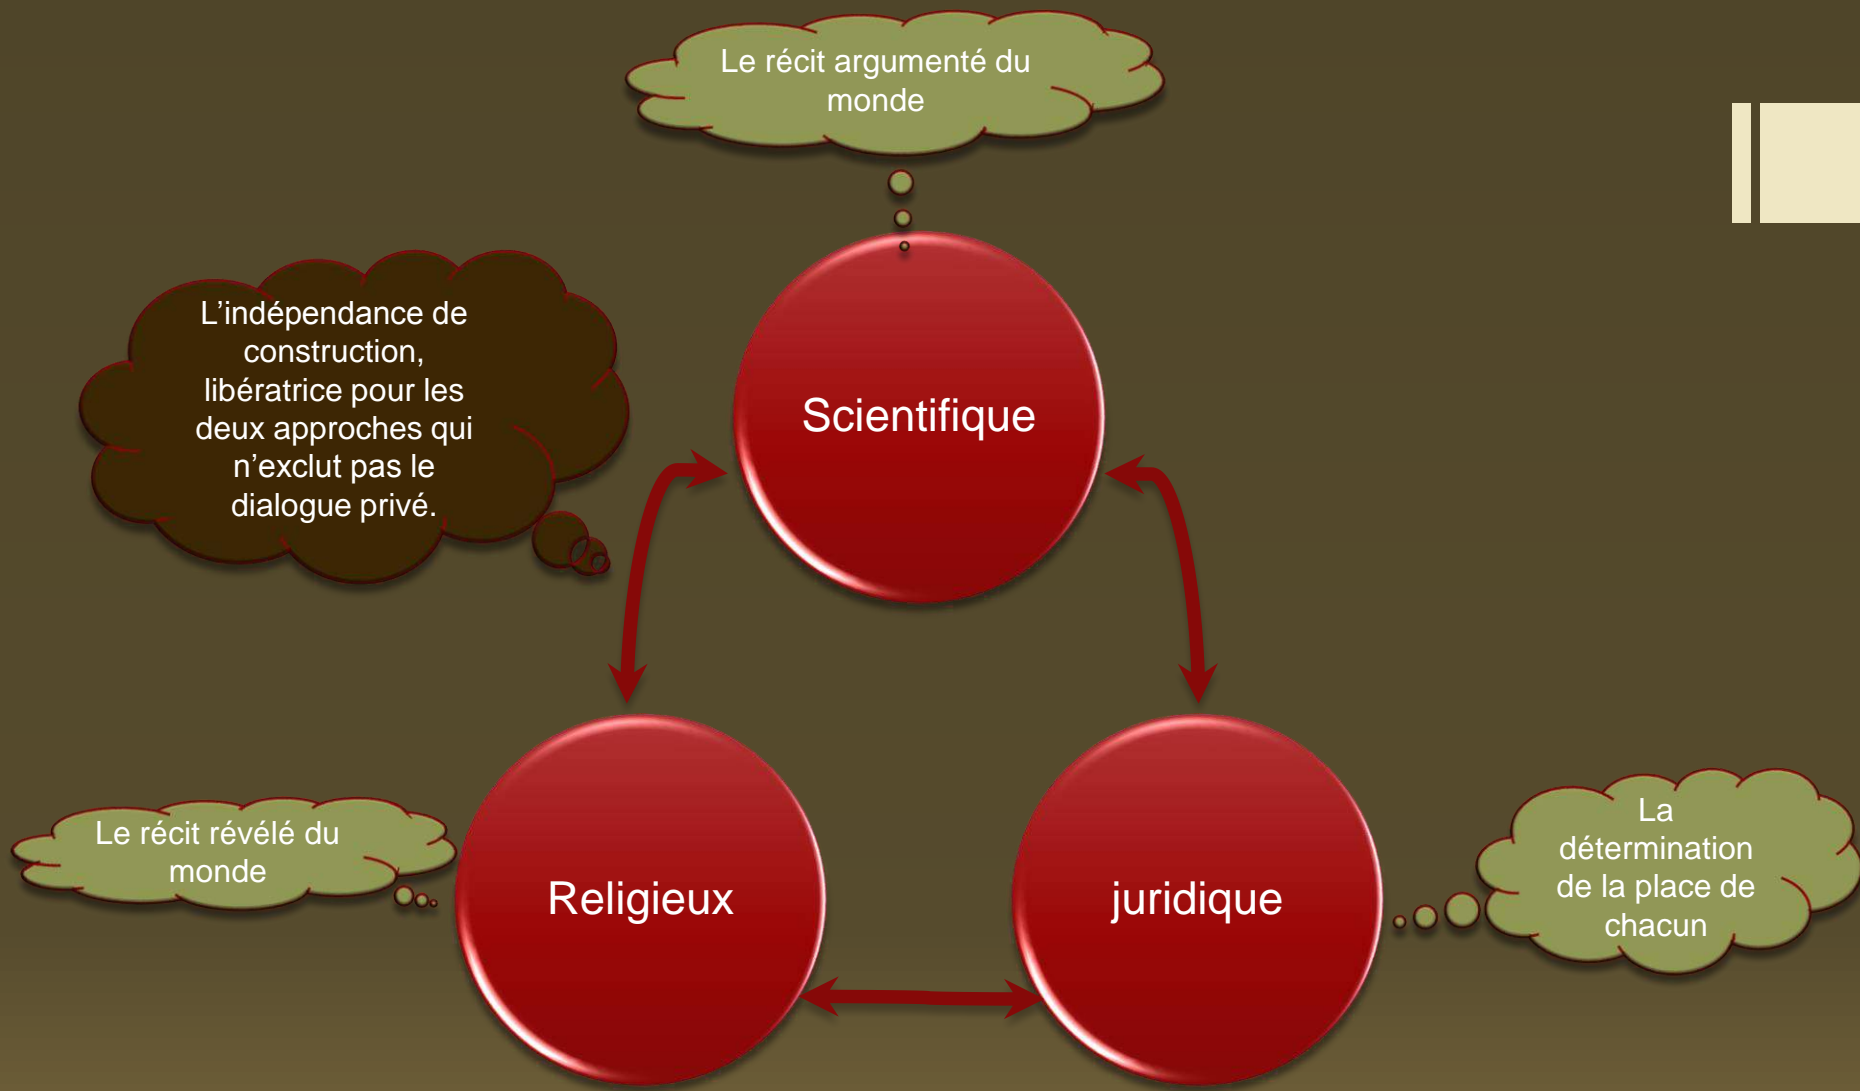 Le récit argumenté du
monde
L’indépendance de
construction,
libératrice pour les
deux approches qui
n’exclut pas le
dialogue privé.
Scientifique
Le récit révélé du
monde
Religieux
juridique
La
détermination
de la place de
chacun